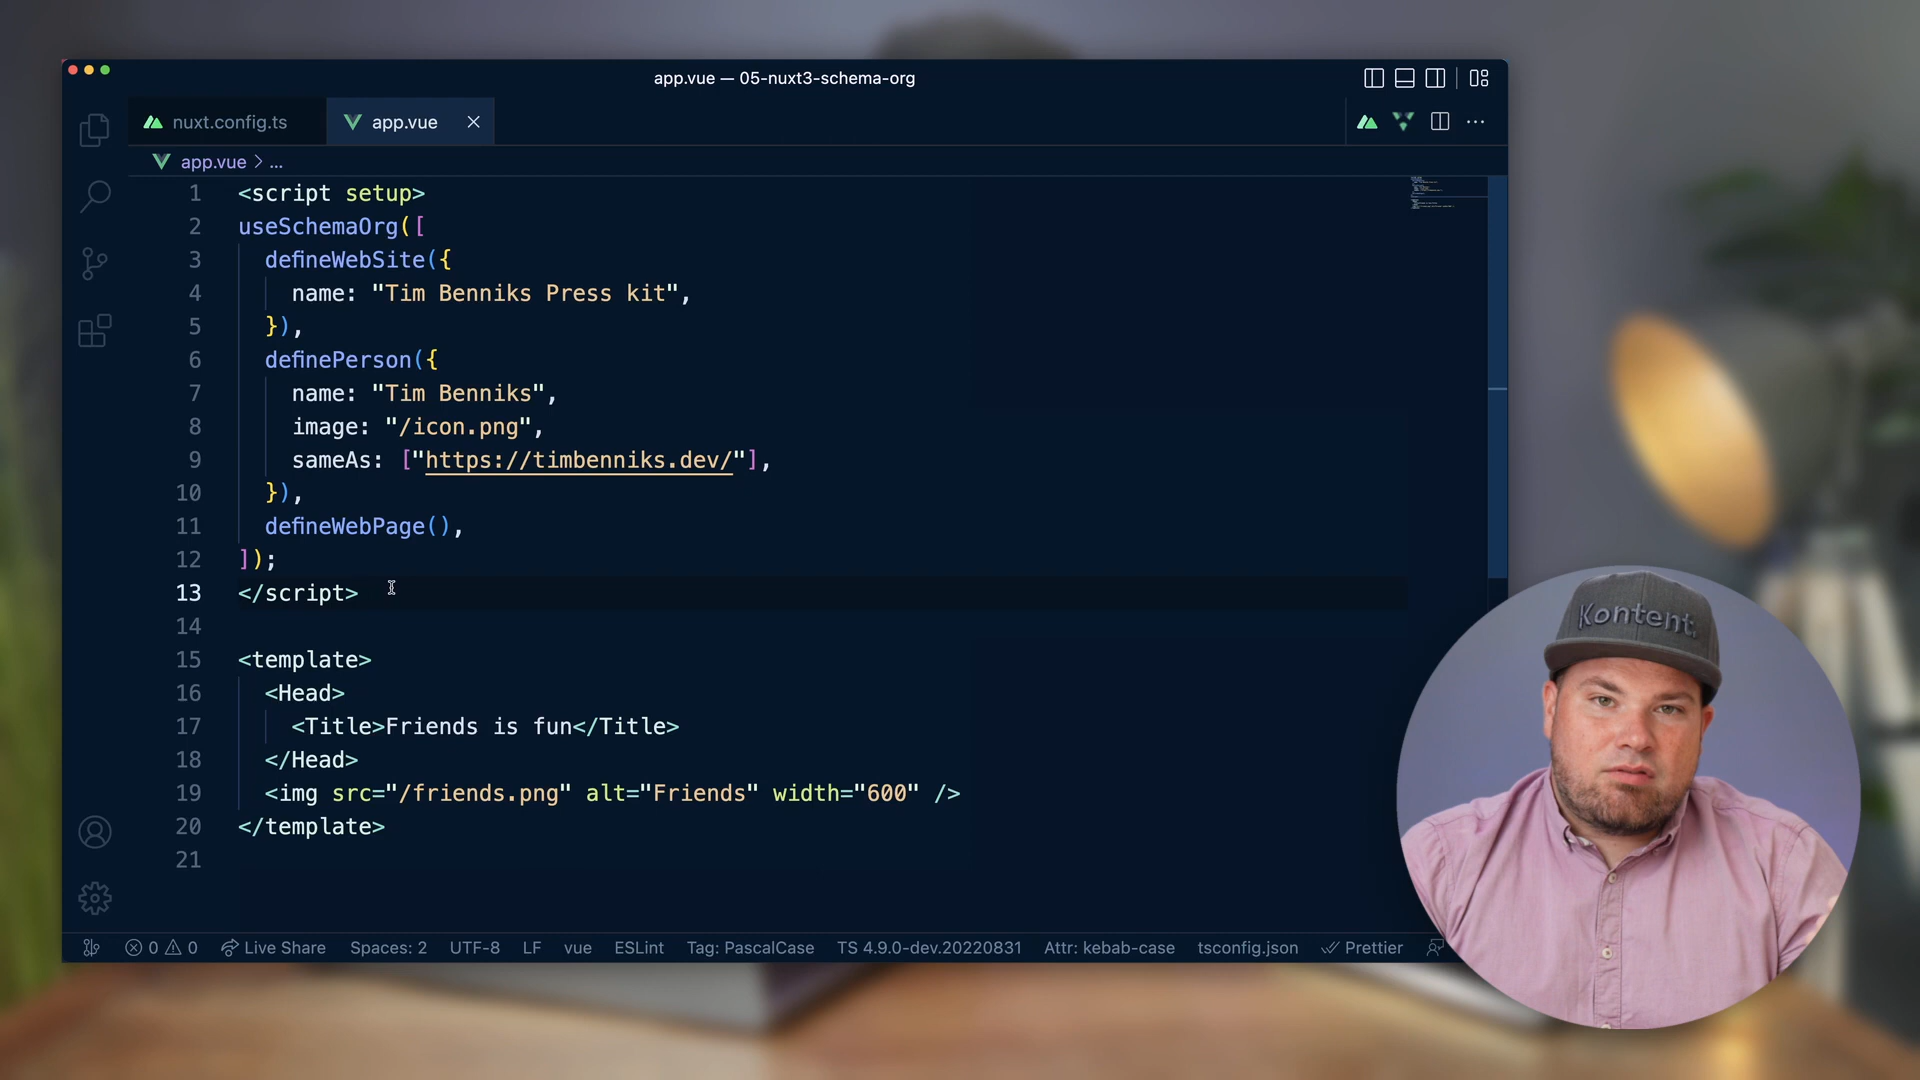 app.vue — 05-nuxt3-schema-org
nuxt.config.ts
app.vue
app.vue > ...
1 <script setup>
2 useSchemaOrg([
3 defineWebSite({
4 name: "Tim Benniks Press kit",
5 }),
6 definePerson({
7 name: "Tim Benniks",
8 image: "/icon.png",
9 sameAs: ["https://timbenniks.dev/"],
10 }),
11 defineWebPage(),
12 ]);
13 </script>
14
15 <template>
16 <Head>
17 <Title>Friends is fun</Title>
18 </Head>
19 <img src="/friends.png" alt="Friends" width="600" />
20 </template>
21
Kontent.
0 0 Live Share Spaces: 2 UTF-8 LF vue ESLint Tag: PascalCase TS 4.9.0-dev.20220831 Attr: kebab-case tsconfig.json Prettier